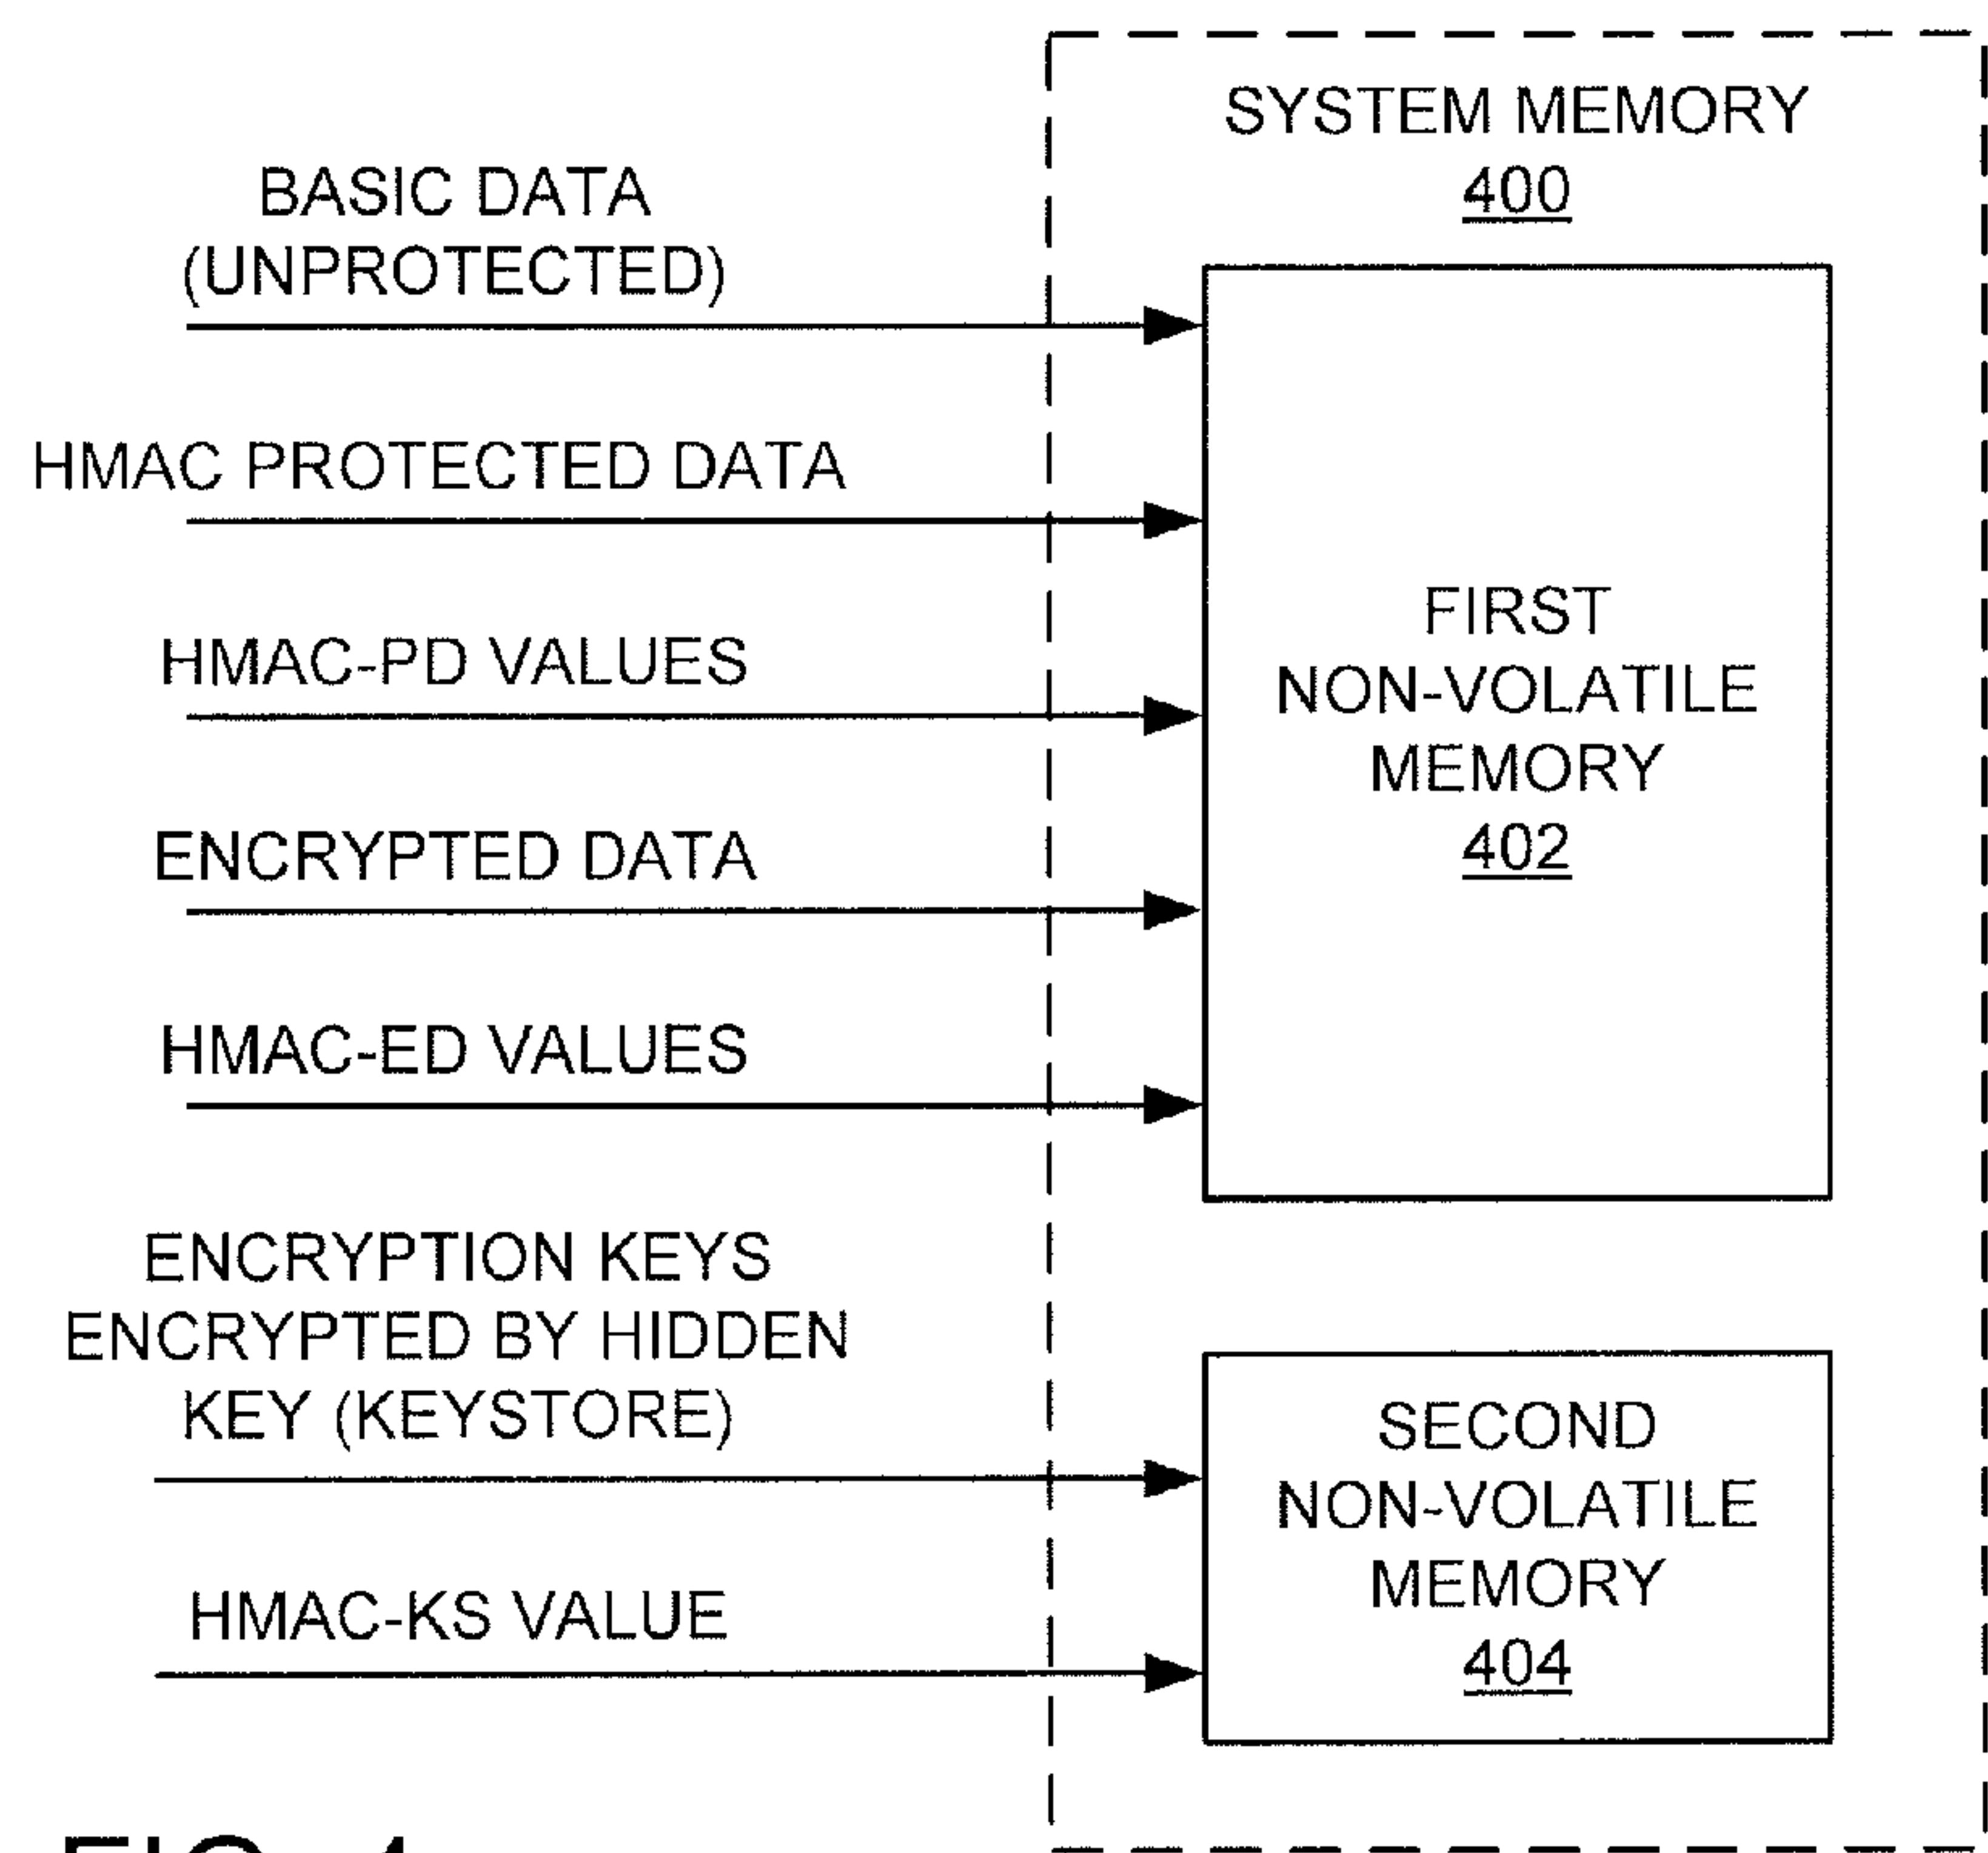 SYSTEM MEMORY
400
BASIC DATA
(UNPROTECTED)
HMAC PROTECTED DATA
HMAC-PD VALUES
ENCRYPTED DATA
HMAC-ED VALUES
FIRST
NON-VOLATILE
MEMORY
402
ENCRYPTION KEYS
ENCRYPTED BY HIDDEN
KEY (KEYSTORE)
HMAC-KS VALUE
SECOND
NON-VOLATILE
MEMORY
404